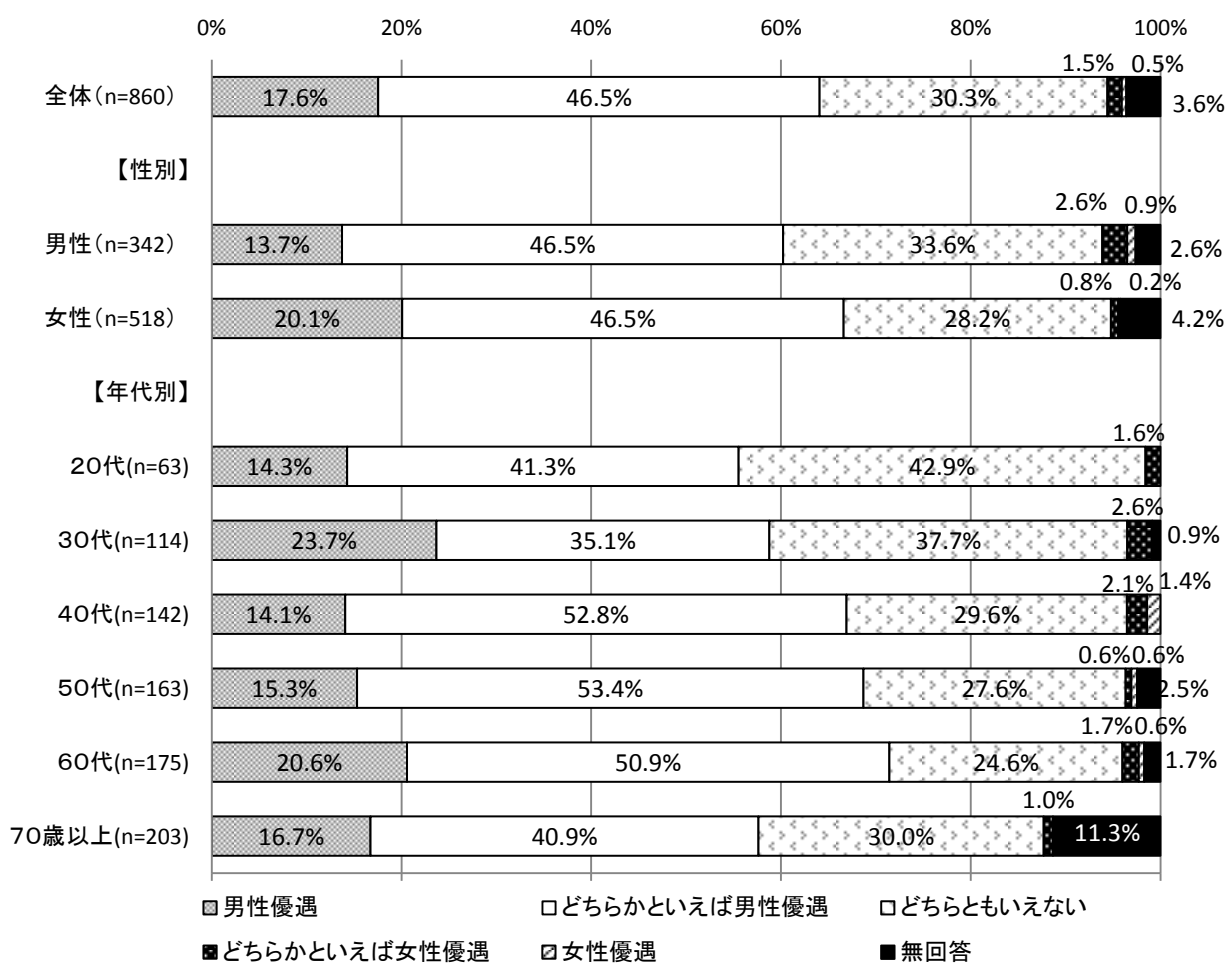 0% 20% 40% 60% 80% 100%
1.5% 0.5%
全体(n=860) 17.6% 46.5% 30.3% 3.6%
【性別】
2.6% 0.9%
男性(n=342) 13.7% 46.5% 33.6% 2.6%
0.8% 0.2%
女性(n=518) 20.1% 46.5% 28.2% 4.2%
【年代別】
1.6%
20代(n=63) 14.3% 41.3% 42.9%
2.6%
30代(n=114) 23.7% 35.1% 37.7% 0.9%
2.1% 1.4%
40代(n=142) 14.1% 52.8% 29.6%
0.6% 0.6%
50代(n=163) 15.3% 53.4% 27.6% 2.5%
1.7% 0.6%
60代(n=175) 20.6% 50.9% 24.6% 1.7%
1.0%
70歳以上(n=203) 16.7% 40.9% 30.0% 11.3%
男性優遇 どちらかといえば男性優遇 どちらともいえない
どちらかといえば女性優遇 女性優遇 無回答